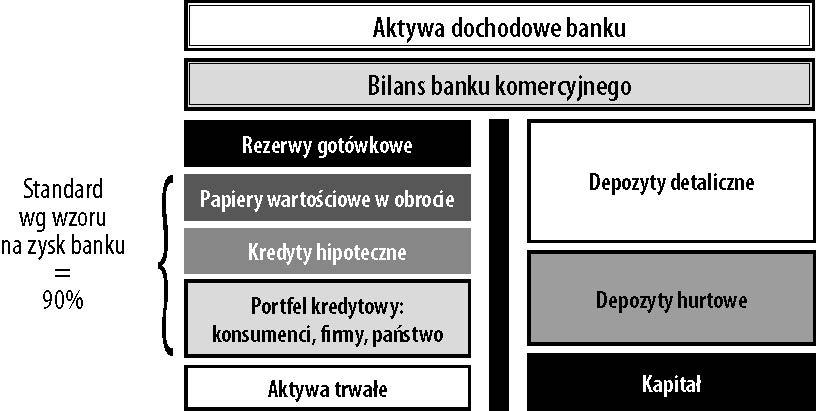 Aktywa dochodowe banku
Bilans banku komercyjnego
Standard
wg wzoru
na zysk banku
=
90%
Rezerwy gotówkowe
Papiery wartościowe w obrocie
Kredyty hipoteczne
Portfel kredytowy:
konsumenci, firmy, państwo
Aktywa trwałe
Depozyty detaliczne
Depozyty hurtowe
Kapitał